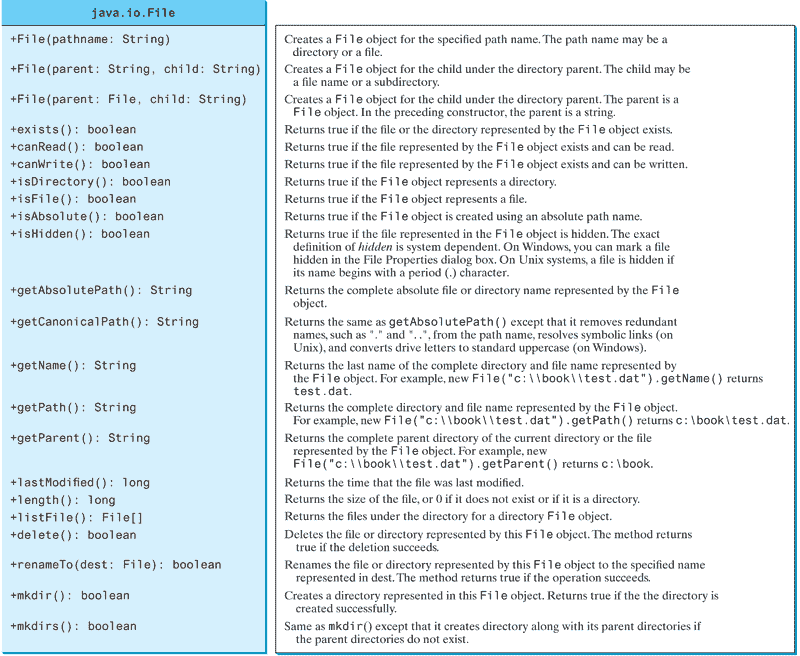 java.io.File
+File(pathname: String)
Creates a File object for the specified path name. The path name may be a
directory or a file.
+File(parent: String, child: String)
Creates a File object for the child under the directory parent. The child may be
a file name or a subdirectory.
+File(parent: File, child: String)
Creates a File object for the child under the directory parent. The parent is a
File object. In the preceding constructor, the parent is a string.
+exists(): boolean
Returns true if the file or the directory represented by the File object exists.
+canRead(): boolean
Returns true if the file represented by the File object exists and can be read.
+canWrite(): boolean
Returns true if the file represented by the File object exists and can be written.
+isDirectory(): boolean
Returns true if the File object represents a directory.
+isFile(): boolean
Returns true if the File object represents a file.
+isAbsolute(): boolean
Returns true if the File object is created using an absolute path name.
+isHidden(): boolean
Returns true if the file represented in the File object is hidden. The exact
definition of hidden is system dependent. On Windows, you can mark a file
hidden in the File Properties dialog box. On Unix systems, a file is hidden if
its name begins with a period (.) character.
+getAbsolutePath(): String
Returns the complete absolute file or directory name represented by the File
object.
+getCanonicalPath(): String
Returns the same as getAbsolutePath() except that it removes redundant
names, such as "." and "..", from the path name, resolves symbolic links (on
Unix), and converts drive letters to standard uppercase (on Windows).
+getName(): String
Returns the last name of the complete directory and file name represented by
the File object. For example, new File("c:\\book\\test.dat").getName() returns
test.dat.
+getPath(): String
Returns the complete directory and file name represented by the File object.
For example, new File("c:\\book\\test.dat").getPath() returns c:\book\test.dat.
+getParent(): String
Returns the complete parent directory of the current directory or the file
represented by the File object. For example, new
File("c:\\book\\test.dat").getParent() returns c:\book.
+lastModified(): long
Returns the time that the file was last modified.
+length(): long
Returns the size of the file, or 0 if it does not exist or if it is a directory.
+listFile(): File[]
Returns the files under the directory for a directory File object.
+delete(): boolean
Deletes the file or directory represented by this File object. The method returns
true if the deletion succeeds.
+renameTo(dest: File): boolean
Renames the file or directory represented by this File object to the specified name
represented in dest. The method returns true if the operation succeeds.
+mkdir(): boolean
Creates a directory represented in this File object. Returns true if the the directory is
created successfully.
+mkdirs(): boolean
Same as mkdir() except that it creates directory along with its parent directories if
the parent directories do not exist.